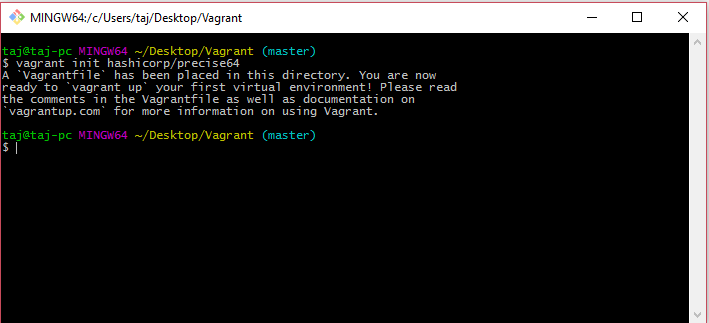 MINGW64:/c/Users/taj/Desktop/Vagrant
taj@taj-pc MINGW64 ~/Desktop/Vagrant (master)
$ vagrant init hashicorp/precise64
A `Vagrantfile` has been placed in this directory. You are now
ready to `vagrant up` your first virtual environment! Please read
the comments in the Vagrantfile as well as documentation on
`vagrantup.com` for more information on using Vagrant.
taj@taj-pc MINGW64 ~/Desktop/Vagrant (master)
$